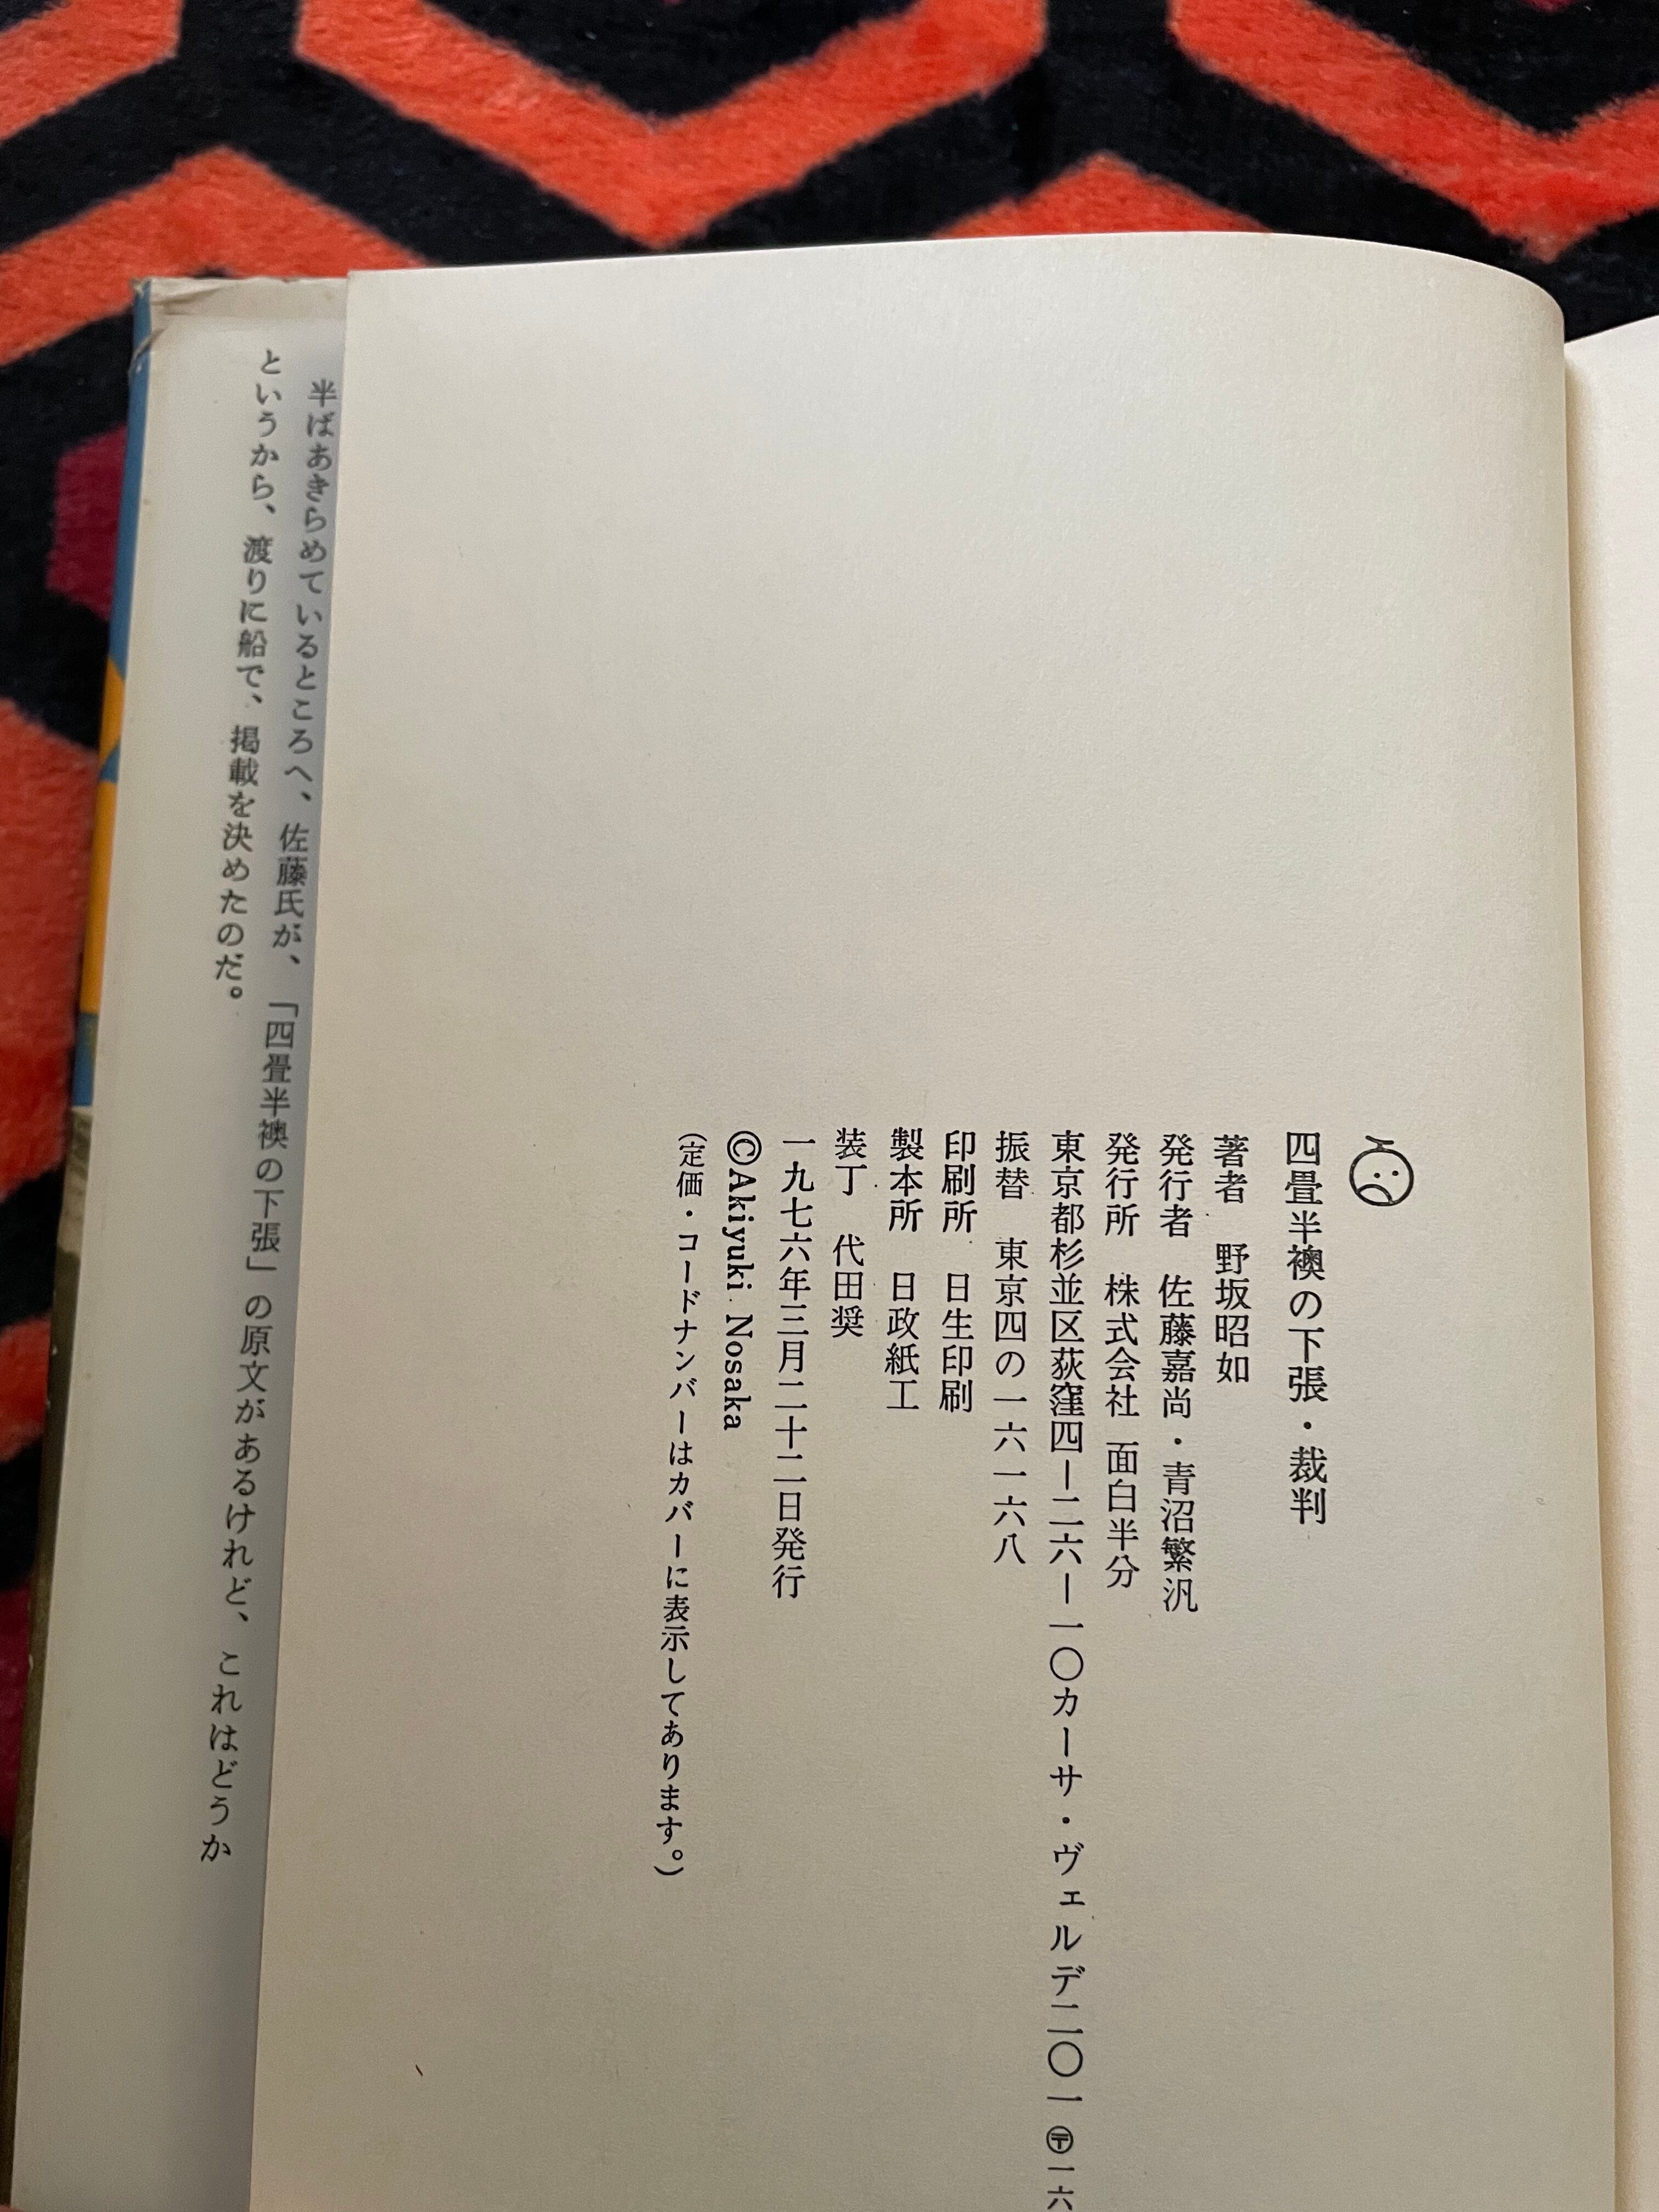 四畳半襖の下張・裁判
著者　野坂昭如
発行者　佐藤嘉尚・青沼繁汎
発行所　株式会社 面白半分
東京都杉並区荻窪四ー二六ー一〇カーサ・ヴェルデ二〇一 〶一六
振替　東京四の一六一六八
印刷所　日生印刷
製本所　日政紙工
装丁　代田奨
一九七六年三月二十二日発行
©Akiyuki Nosaka
（定価・コードナンバーはカバーに表示してあります。）
半ばあきらめているところへ、佐藤氏が、「四畳半襖の下張」の原文があるけれど、これはどうか
というから、渡りに船で、掲載を決めたのだ。